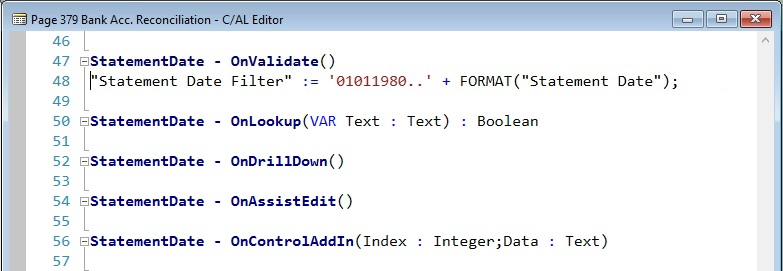 Page 379 Bank Acc. Reconciliation - C/AL Editor
46
47 StatementDate - OnValidate()
48 "Statement Date Filter" := '01011980..' + FORMAT("Statement Date");
49
50 StatementDate - OnLookup(VAR Text : Text) : Boolean
51
52 StatementDate - OnDrillDown()
53
54 StatementDate - OnAssistEdit()
55
56 StatementDate - OnControlAddIn(Index : Integer;Data : Text)
57